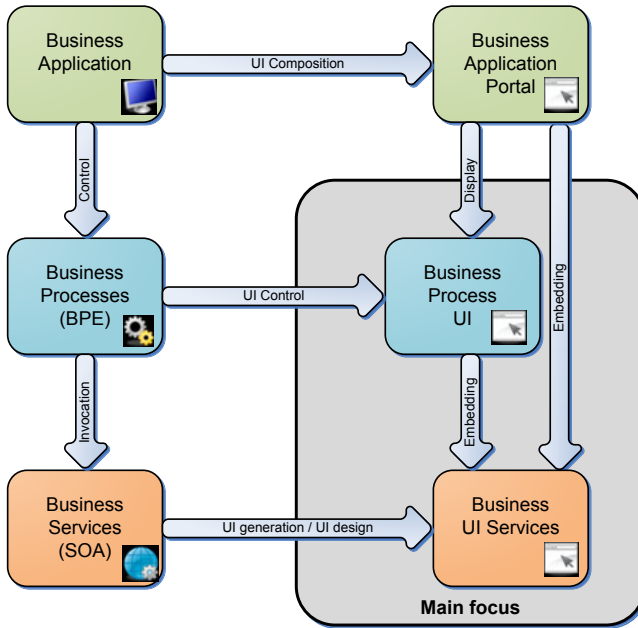 Business
Application
UI Composition
Business
Application
Portal
Control
Display
Embedding
Business
Processes
(BPE)
UI Control
Business
Process
UI
Invocation
Embedding
Business
Services
(SOA)
UI generation / UI design
Business
UI Services
Main focus